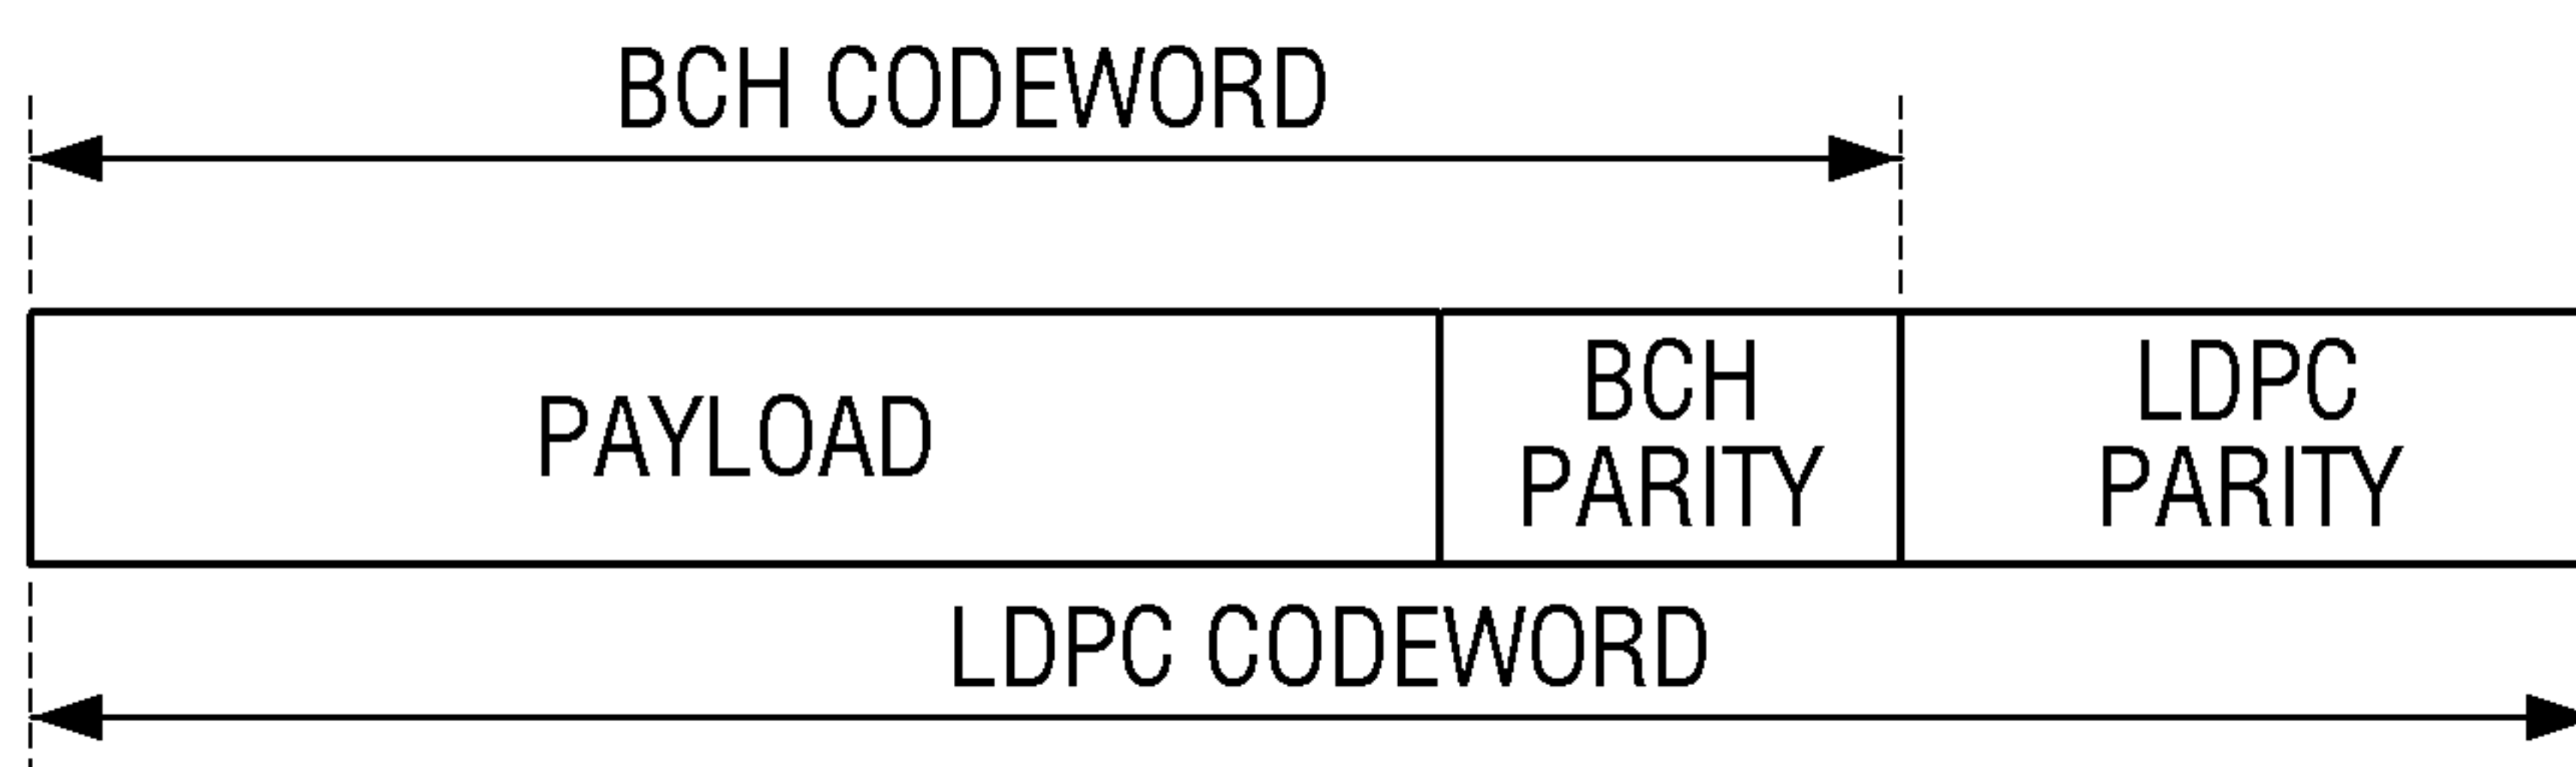 BCH CODEWORD
PAYLOAD
BCH
PARITY
LDPC
PARITY
LDPC CODEWORD